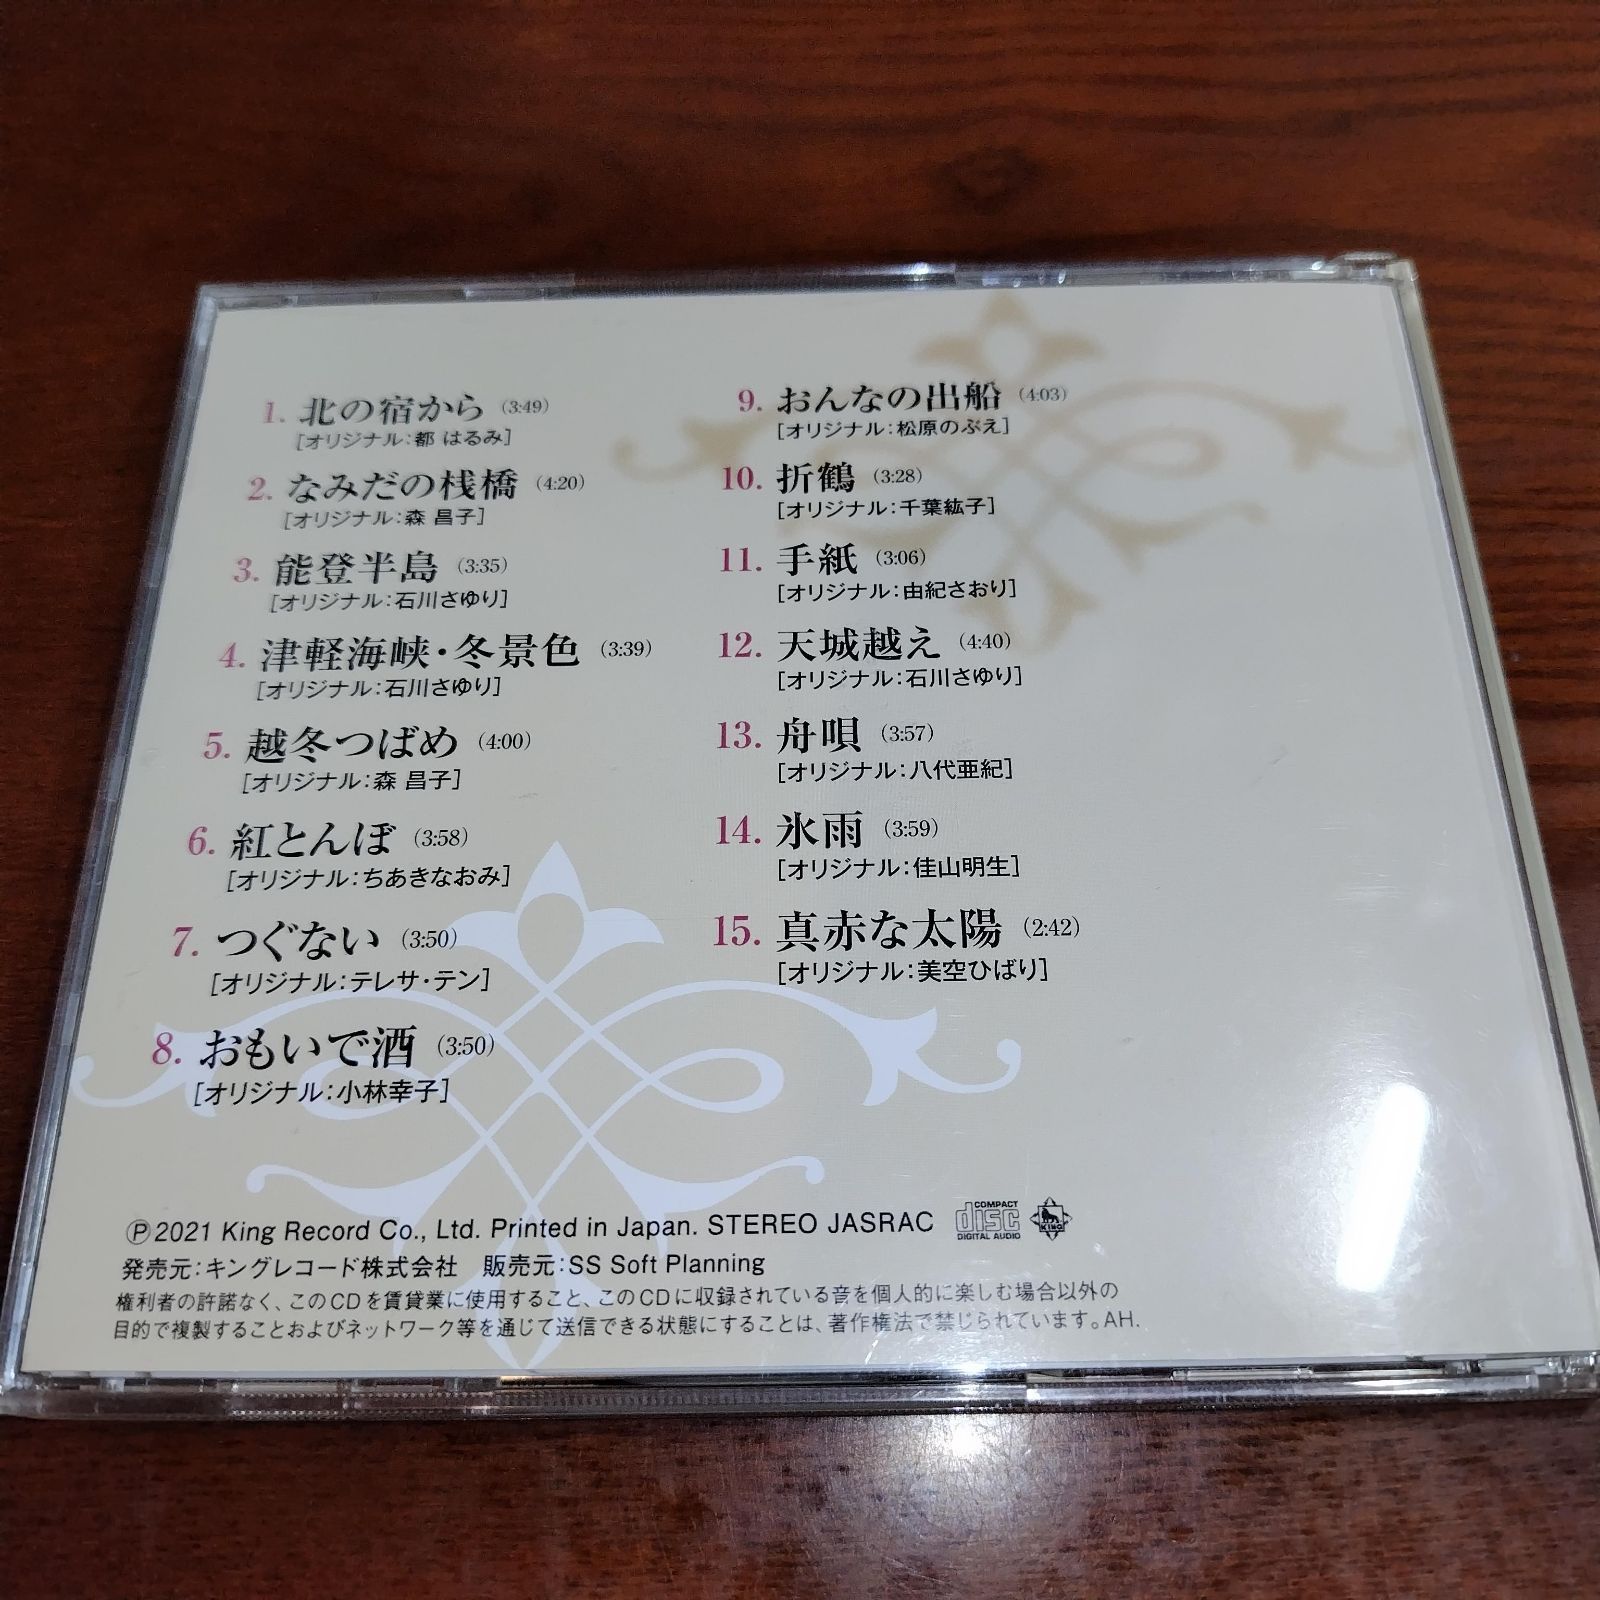 1. 北の宿から (3:49)
[オリジナル:都 はるみ]
2. なみだの桟橋 (4:20)
[オリジナル:森 昌子]
3. 能登半島 (3:35)
[オリジナル:石川さゆり]
4. 津軽海峡・冬景色 (3:39)
[オリジナル:石川さゆり]
5. 越冬つばめ (4:00)
[オリジナル:森 昌子]
6. 紅とんぼ (3:58)
[オリジナル:ちあきなおみ]
7. つぐない (3:50)
[オリジナル:テレサ・テン]
8. おもいで酒 (3:50)
[オリジナル:小林幸子]
9. おんなの出船 (4:03)
[オリジナル:松原のぶえ]
10. 折鶴 (3:28)
[オリジナル:千葉紘子]
11. 手紙 (3:06)
[オリジナル:由紀さおり]
12. 天城越え (4:40)
[オリジナル:石川さゆり]
13. 舟唄 (3:57)
[オリジナル:八代亜紀]
14. 氷雨 (3:59)
[オリジナル:佳山明生]
15. 真赤な太陽 (2:42)
[オリジナル:美空ひばり]
℗2021 King Record Co., Ltd. Printed in Japan. STEREO JASRAC
COMPACT
disc
DIGITAL AUDIO
KING
発売元:キングレコード株式会社 販売元:SS Soft Planning
権利者の許諾なく、このCDを賃貸業に使用すること、このCDに収録されている音を個人的に楽しむ場合以外の
目的で複製することおよびネットワーク等を通じて送信できる状態にすることは、著作権法で禁じられています。AH.